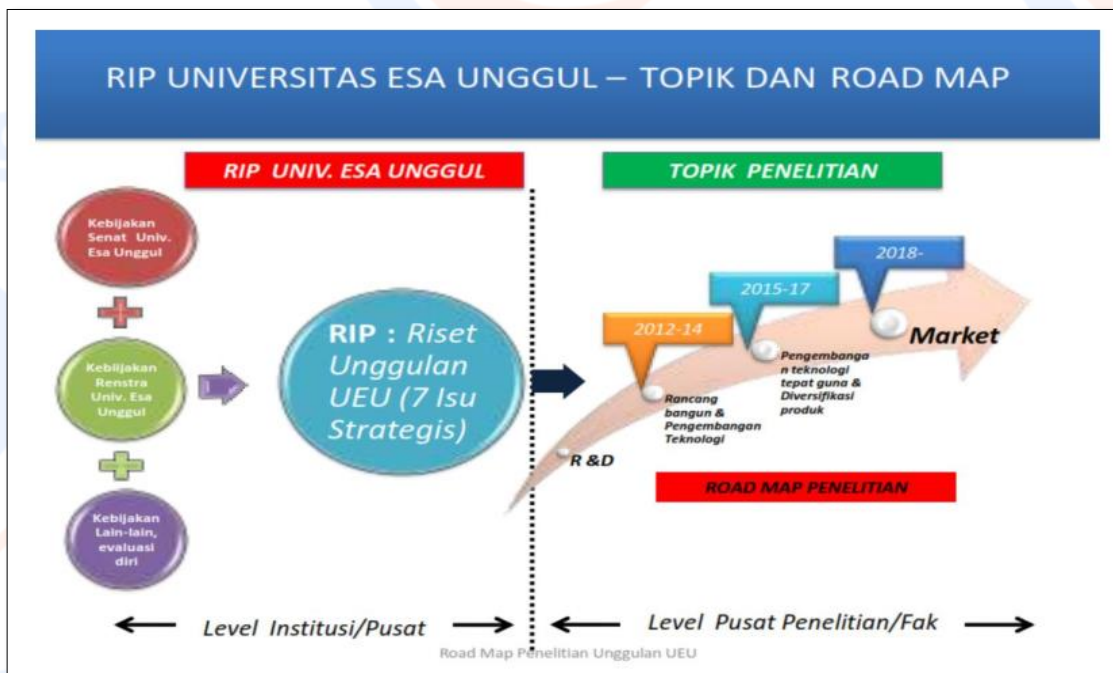 RIP UNIVERSITAS ESA UNGGUL – TOPIK DAN ROAD MAP
RIP UNIV. ESA UNGGUL
TOPIK PENELITIAN
Kebijakan
Senat Univ.
Esa Unggul
Kebiijakan
Renstra
Univ. Esa
Unggul
Kebijakan
Lain-lain,
evaluasi
diri
RIP : Riset
Unggulan
UEU (7 Isu
Strategis)
2012-14
2015-17
2018-
R &D
Rancang
bangun &
Pengembangan
Teknologi
Pengembanga
n teknologi
tepat guna &
Diversifikasi
produk
Market
ROAD MAP PENELITIAN
Level Institusi/Pusat
Level Pusat Penelitian/Fak
Road Map Penelitian Unggulan UEU